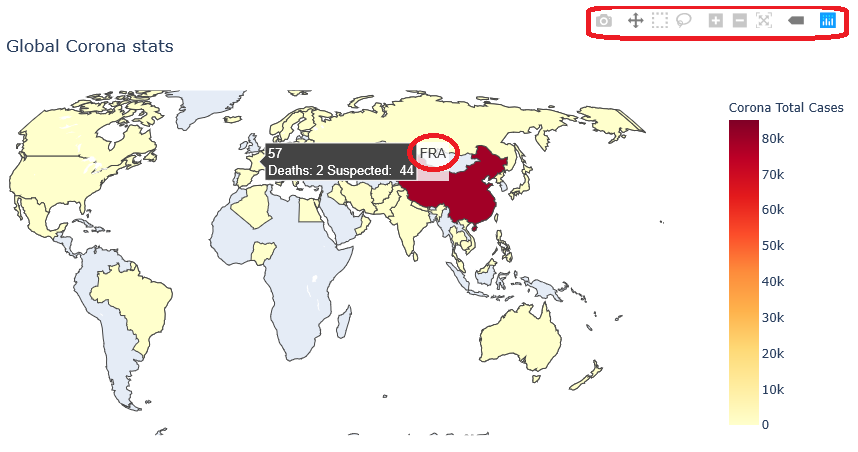 Global Corona stats
57
Deaths: 2 Suspected:  44
FRA
Corona Total Cases
80k
70k
60k
50k
40k
30k
20k
10k
0